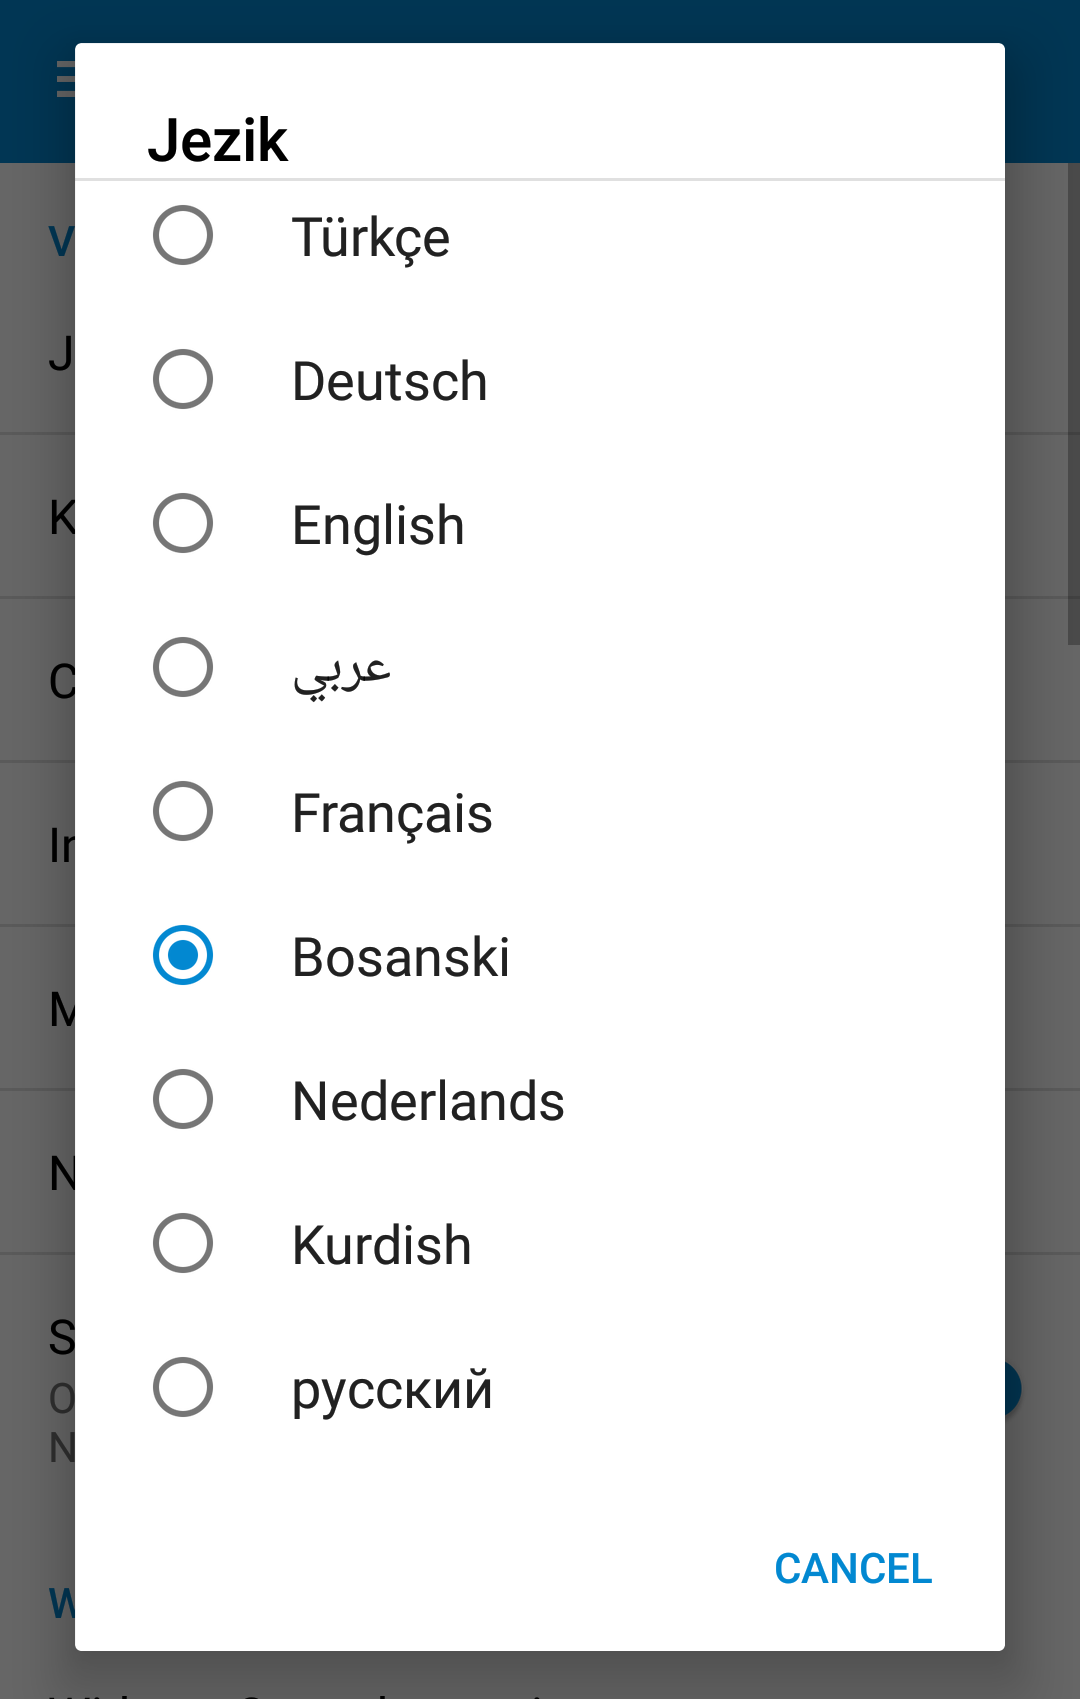 Jezik
Türkçe
Deutsch
English
عربي
Français
Bosanski
Nederlands
Kurdish
русский
CANCEL